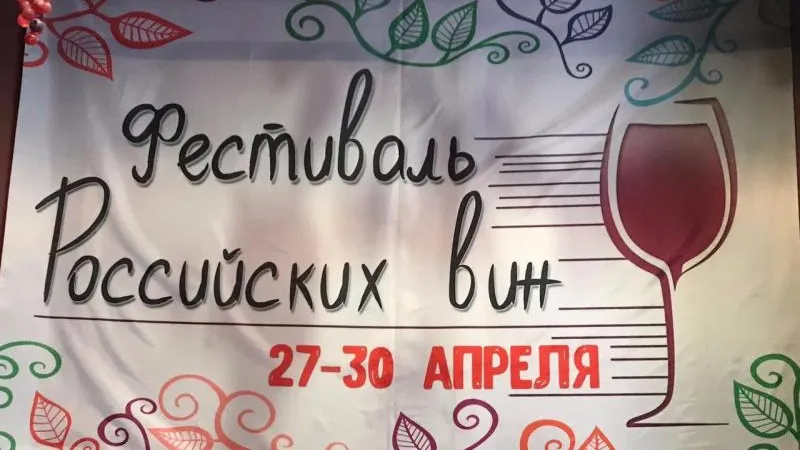 Фестиваль
Российских вин
27-30 АПРЕЛЯ